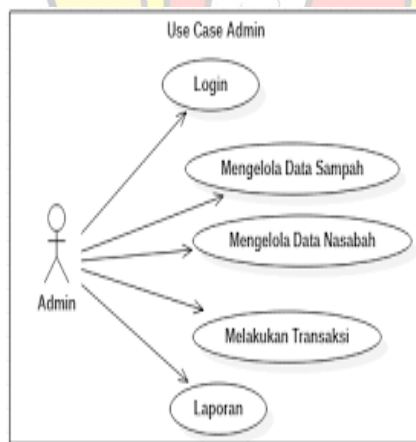 Use Case Admin
Login
Mengelola Data Sampah
Mengelola Data Nasabah
Admin
Melakukan Transaksi
Laporan